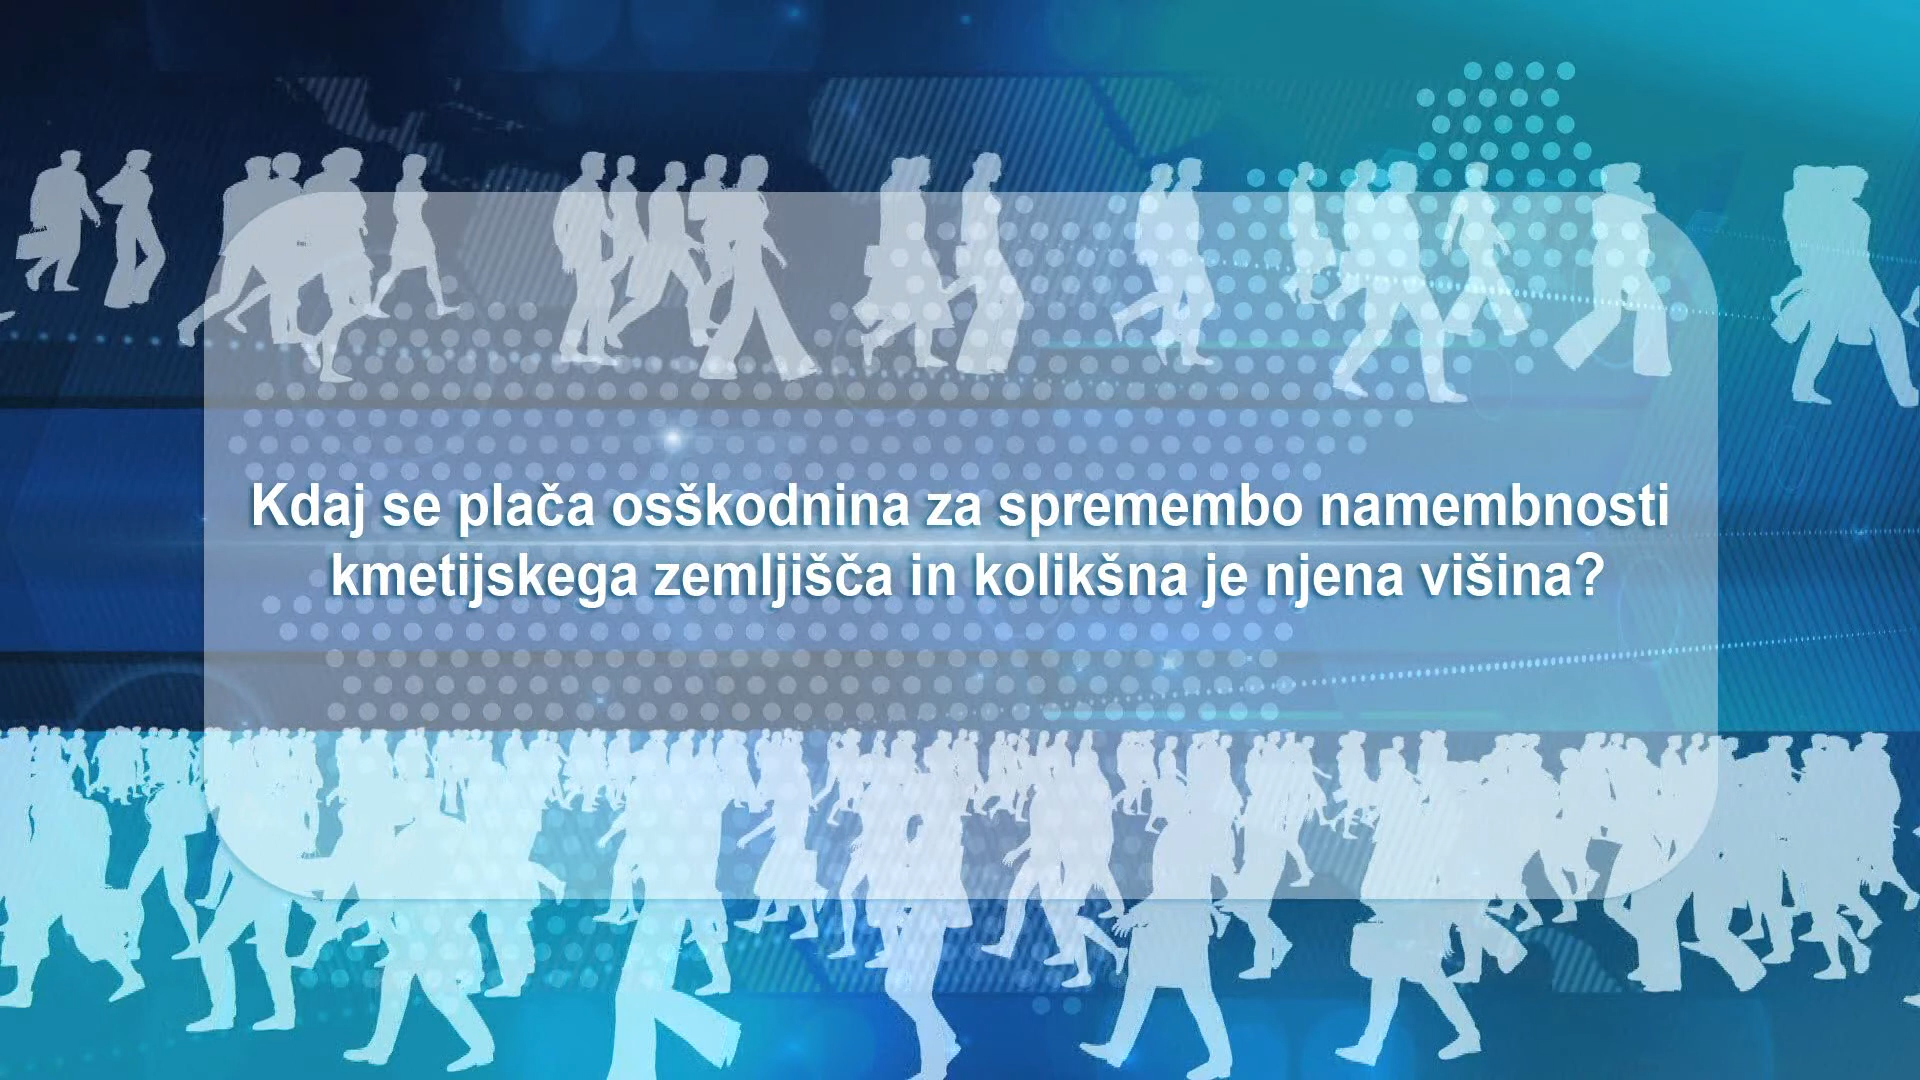 Kdaj se plača osškodnina za spremembo namembnosti
kmetijskega zemljišča in kolikšna je njena višina?